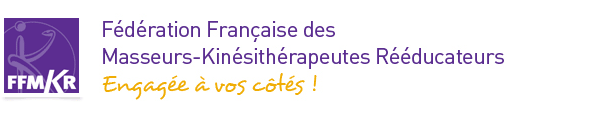 FFMKR
Fédération Française des
Masseurs-Kinésithérapeutes Rééducateurs
Engagée à vos côtés !